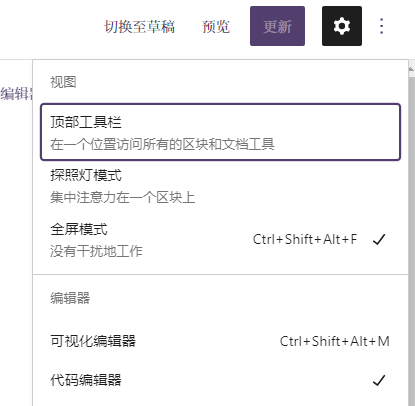 切换至草稿 预览 更新
编辑器
视图
顶部工具栏
在一个位置访问所有的区块和文档工具
探照灯模式
集中注意力在一个区块上
全屏模式 Ctrl+Shift+Alt+F
没有干扰地工作
编辑器
可视化编辑器 Ctrl+Shift+Alt+M
代码编辑器